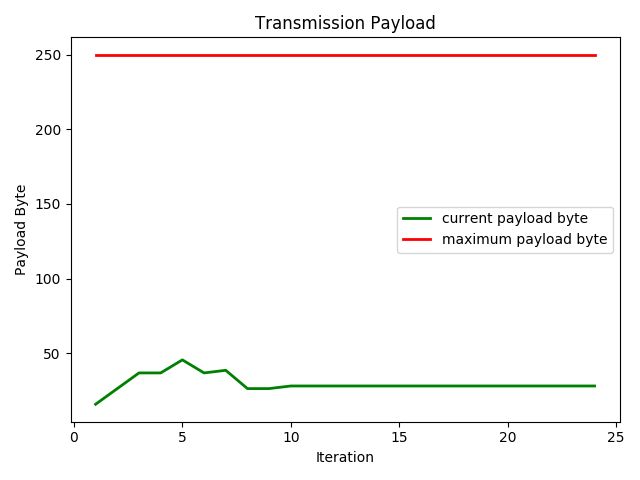 Transmission Payload
250
200
150
100
50
Payload Byte
current payload byte
maximum payload byte
0 5 10 15 20 25
Iteration